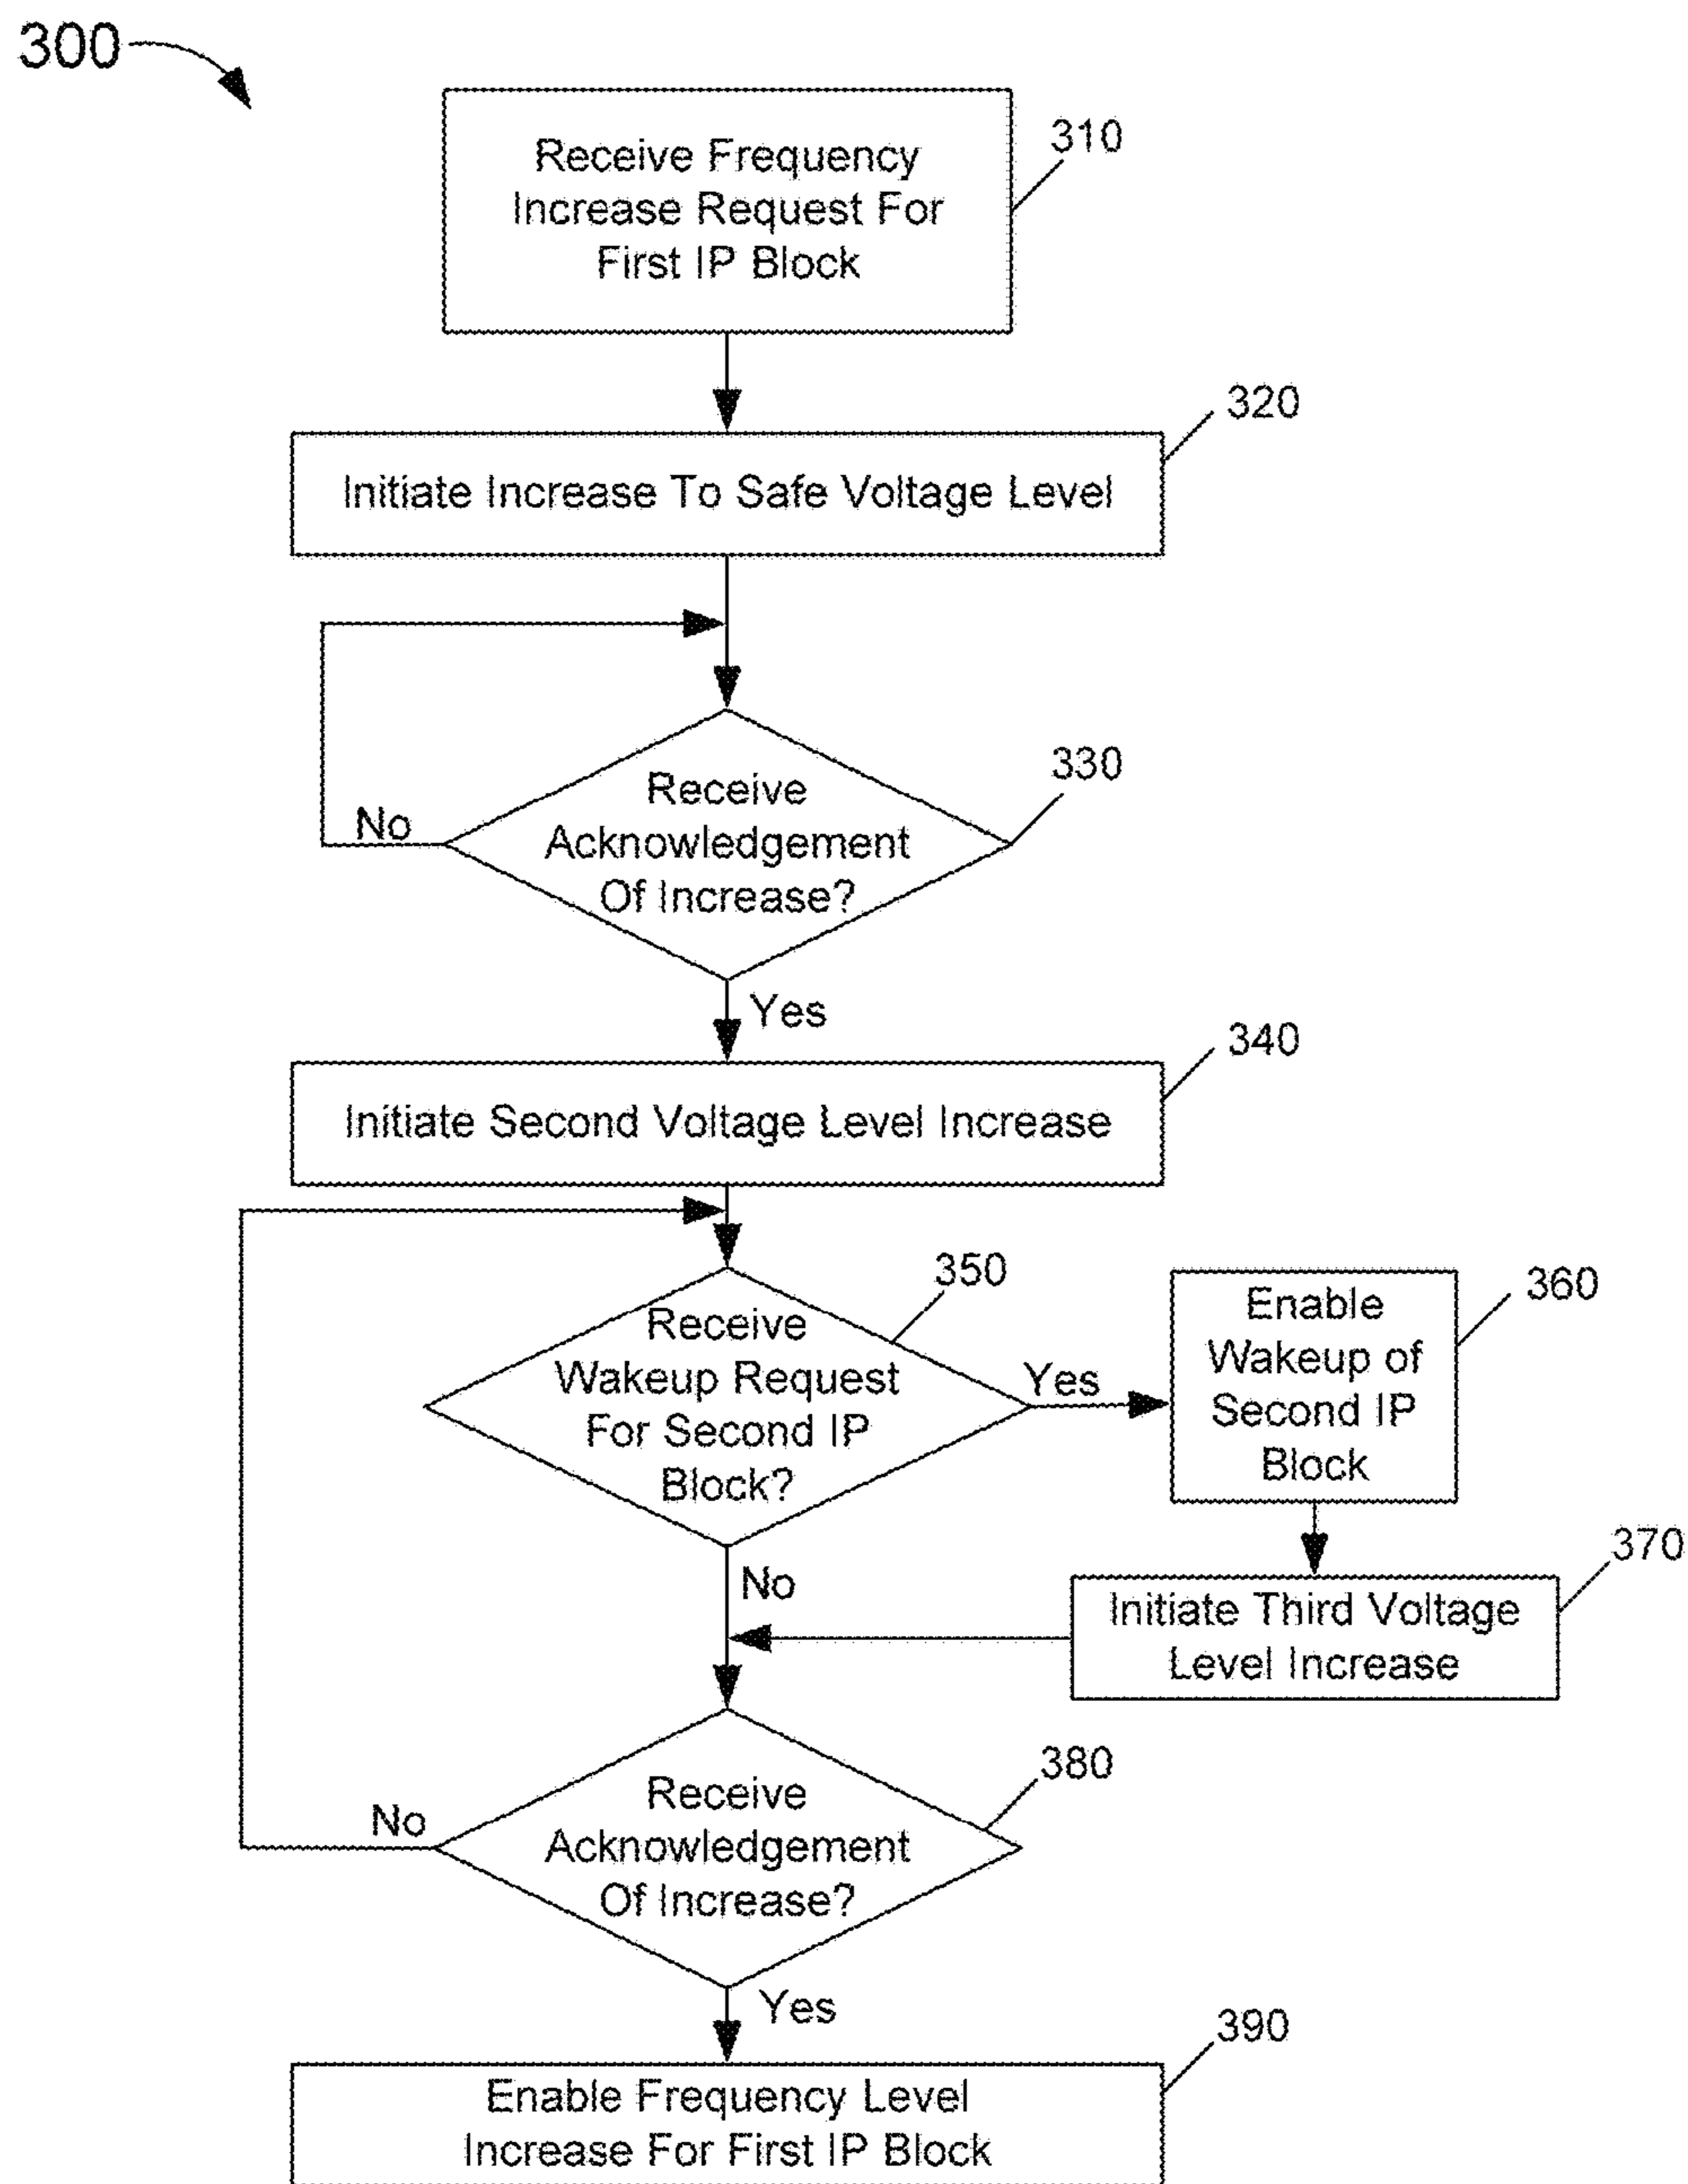 300
Receive Frequency
Increase Request For
First IP Block
310
Initiate Increase To Safe Voltage Level
320
Receive
Acknowledgement
Of Increase?
330
No
Yes
Initiate Second Voltage Level Increase
340
Receive
Wakeup Request
For Second IP
Block?
350
Yes
Enable
Wakeup of
Second IP
Block
360
No
Initiate Third Voltage
Level Increase
370
Receive
Acknowledgement
Of Increase?
380
No
Yes
Enable Frequency Level
Increase For First IP Block
390